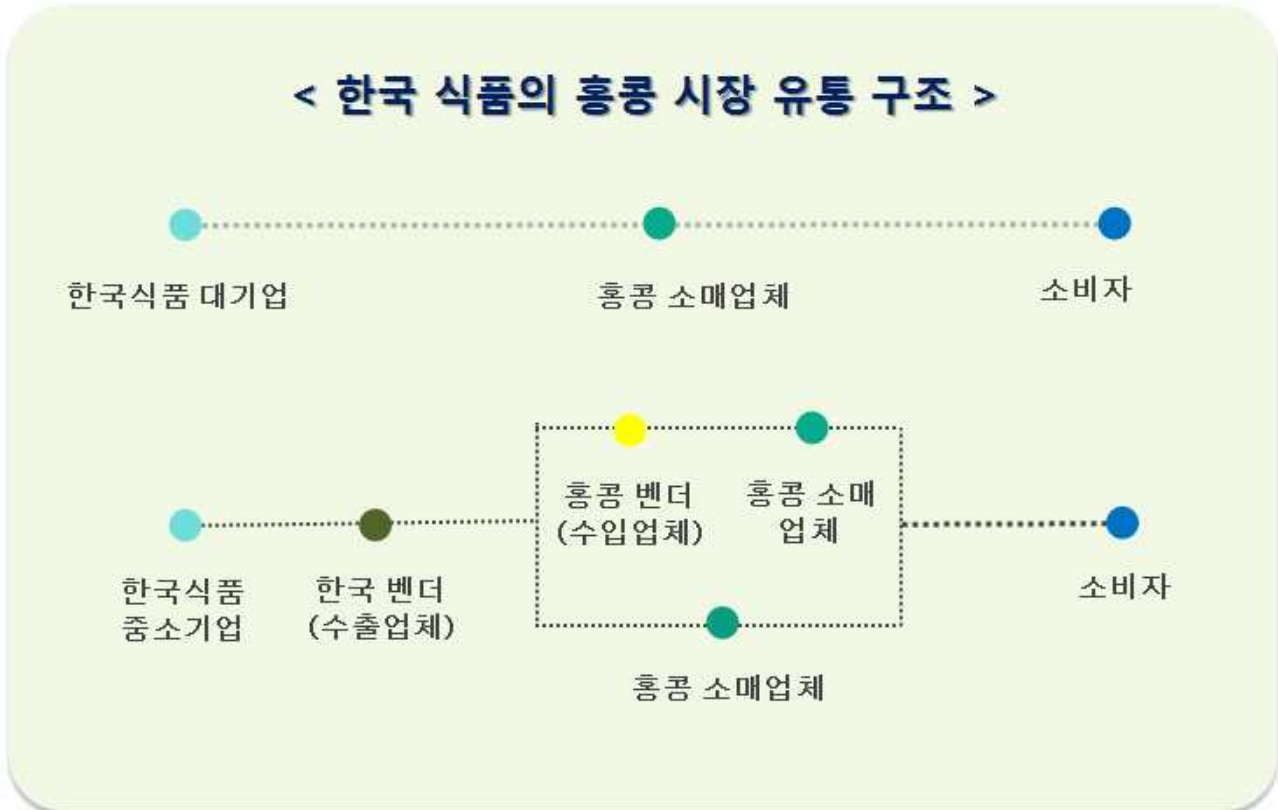 < 한국 식품의 홍콩 시장 유통 구조 >
한국식품 대기업
홍콩 소매업체
소비자
홍콩 벤더
(수입업체)
홍콩 소매
업체
한국식품
중소기업
한국 벤더
(수출업체)
소비자
홍콩 소매업체